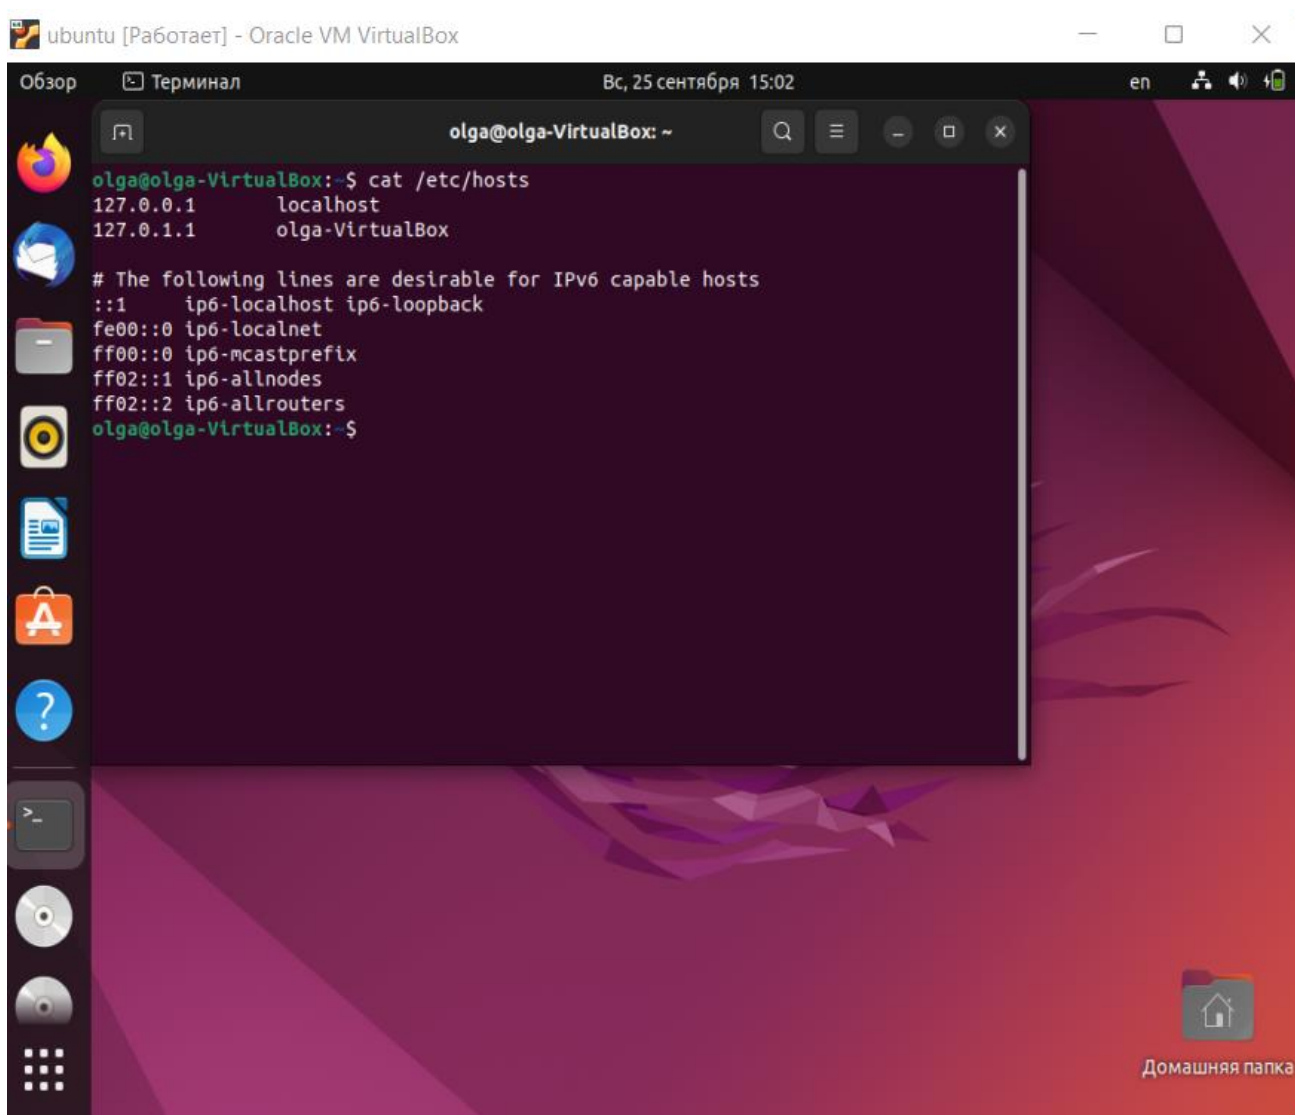 ubuntu [Работает] - Oracle VM VirtualBox
Обзор Терминал Вс, 25 сентября 15:02 en
olga@olga-VirtualBox: ~
olga@olga-VirtualBox:~$ cat /etc/hosts
127.0.0.1 localhost
127.0.1.1 olga-VirtualBox
# The following lines are desirable for IPv6 capable hosts
::1 ip6-localhost ip6-loopback
fe00::0 ip6-localnet
ff00::0 ip6-mcastprefix
ff02::1 ip6-allnodes
ff02::2 ip6-allrouters
olga@olga-VirtualBox:~$
Домашняя папка